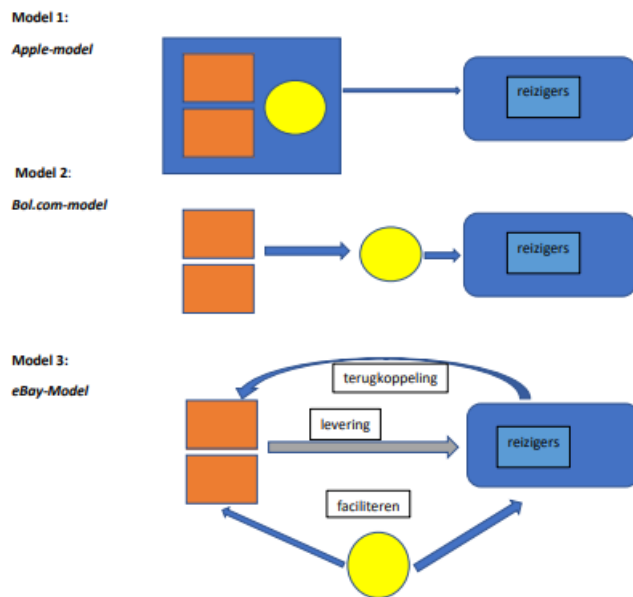 Model 1:
Apple-model
reizigers
Model 2:
Bol.com-model
reizigers
Model 3:
eBay-Model
terugkoppeling
levering
reizigers
faciliteren